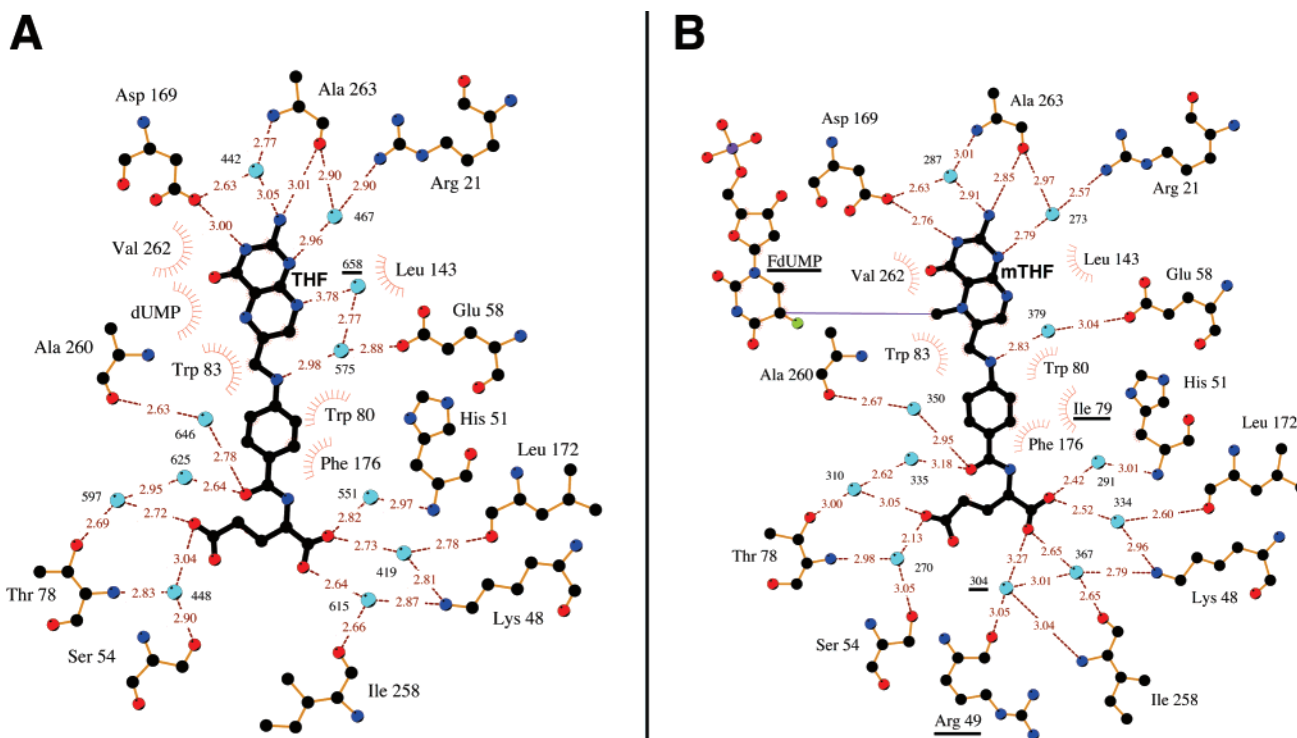 A
Asp 169
Ala 263
Arg 21
2.77
442
2.63
3.05
3.01
2.90
2.90
467
3.00
2.96
Val 262
THF
658
Leu 143
3.78
dUMP
2.77
Glu 58
Ala 260
2.98
2.88
575
Trp 83
2.63
Trp 80
His 51
646
2.78
Phe 176
Leu 172
625
597
2.95
2.64
551
2.97
2.82
2.69
2.72
2.73
2.78
3.04
419
2.81
Thr 78
2.83
448
2.64
615
2.87
Lys 48
2.90
2.66
Ser 54
Ile 258
B
Asp 169
Ala 263
Arg 21
287
3.01
2.63
2.91
2.85
2.97
2.57
273
2.76
2.79
FdUMP
Val 262
mTHF
Leu 143
Glu 58
379
3.04
2.83
Trp 83
Trp 80
Ala 260
His 51
2.67
350
Ile 79
2.95
Phe 176
Leu 172
310
2.62
3.18
335
2.42
291
3.01
3.00
3.05
2.52
334
2.60
2.13
2.65
2.96
Thr 78
2.98
270
3.27
367
2.79
304
3.01
Lys 48
3.05
3.05
3.04
2.65
Ser 54
Ile 258
Arg 49